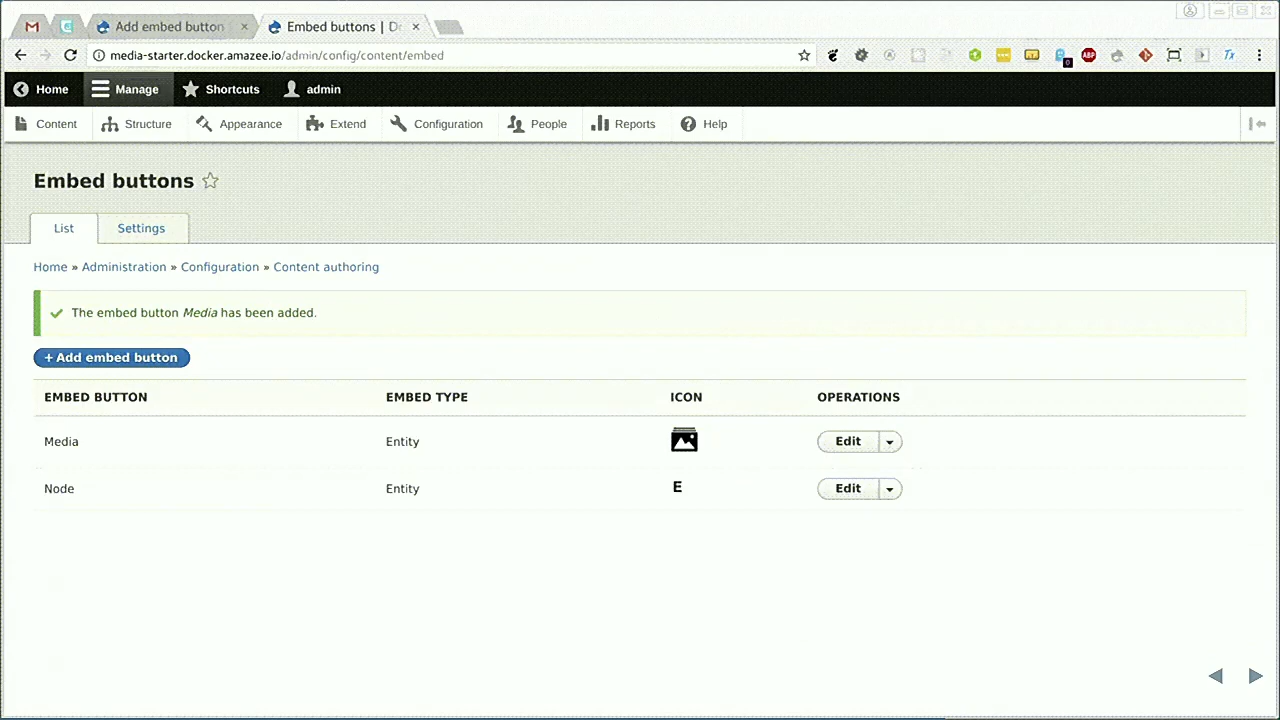 Add embed button
Embed buttons | D
media-starter.docker.amazee.io/admin/config/content/embed
Home Manage Shortcuts admin
Content Structure Appearance Extend Configuration People Reports Help
Embed buttons
List Settings
Home » Administration » Configuration » Content authoring
The embed button Media has been added.
+ Add embed button
EMBED BUTTON EMBED TYPE ICON OPERATIONS
Media Entity Edit
Node Entity E Edit